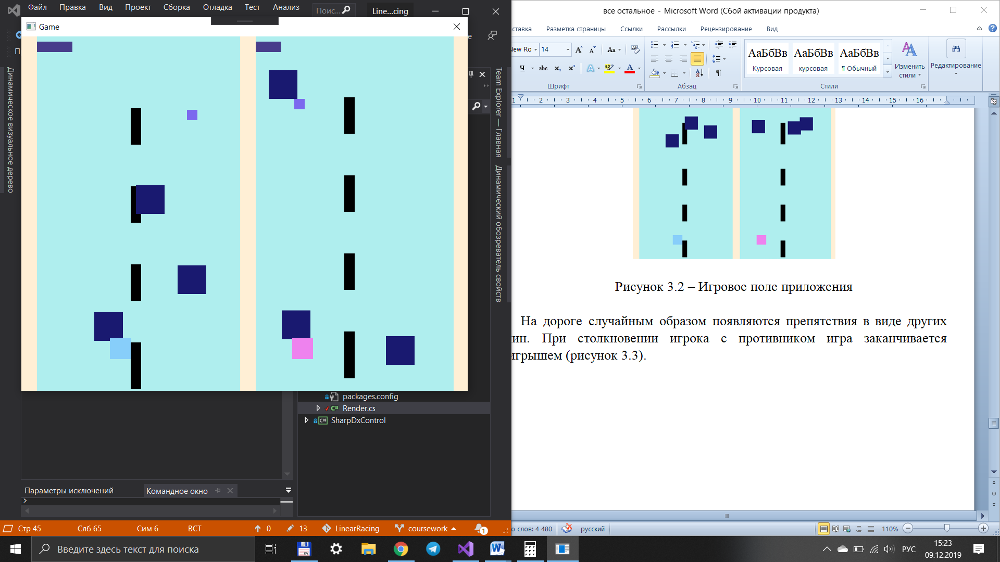 Файл Правка Вид Проект Сборка Отладка Тест Анализ Поис... Line...cing
Game
Динамическое визуальное дерево
Team Explorer — Главная
Динамический обозреватель свойств
packages.config
Render.cs
C# SharpDxControl
Параметры исключений Командное окно
>
Стр 45 Слб 65 Сим 6 ВСТ 0 13 LinearRacing coursework 1
все остальное - Microsoft Word (Сбой активации продукта)
ставка Разметка страницы Ссылки Рассылки Рецензирование Вид
New Ro 14 Aa
АаБбВв АаБбВв АаБбВв
Ч abc x₂ x² A ab A
Курсовая курсовая ¶ Обычный
Изменить стили
Редактирование
Шрифт Абзац Стили
1 2 3 4 5 6 7 8 9 10 11 12 13 14 15 16
Рисунок 3.2 – Игровое поле приложения
На дороге случайным образом появляются препятствия в виде других
ин. При столкновении игрока с противником игра заканчивается
игрышем (рисунок 3.3).
о слов: 4 480 русский 110%
Введите здесь текст для поиска
64
РУС
15:23
09.12.2019